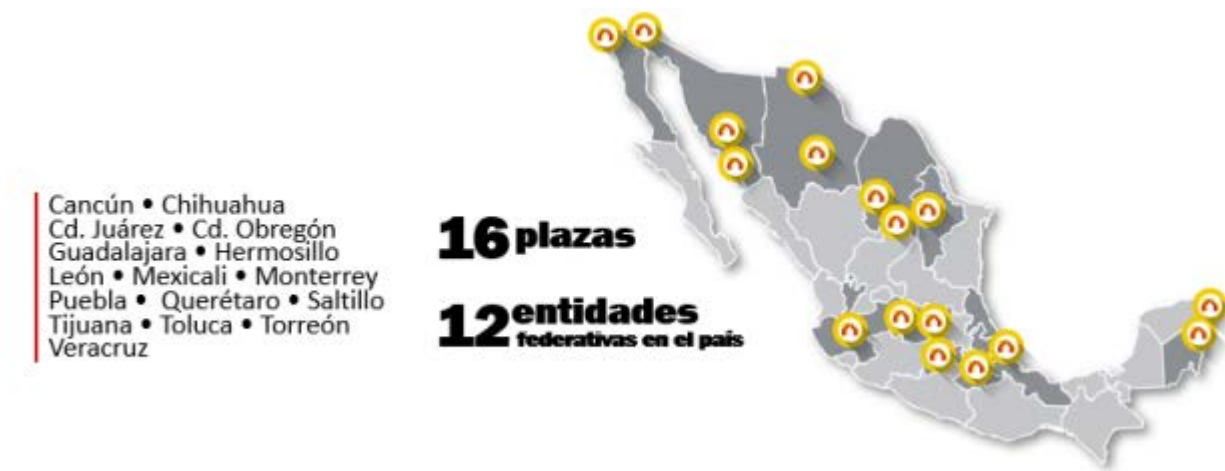 Cancún • Chihuahua
Cd. Juárez • Cd. Obregón
Guadalajara • Hermosillo
León • Mexicali • Monterrey
Puebla • Querétaro • Saltillo
Tijuana • Toluca • Torreón
Veracruz
16 plazas
12 entidades
federativas en el país